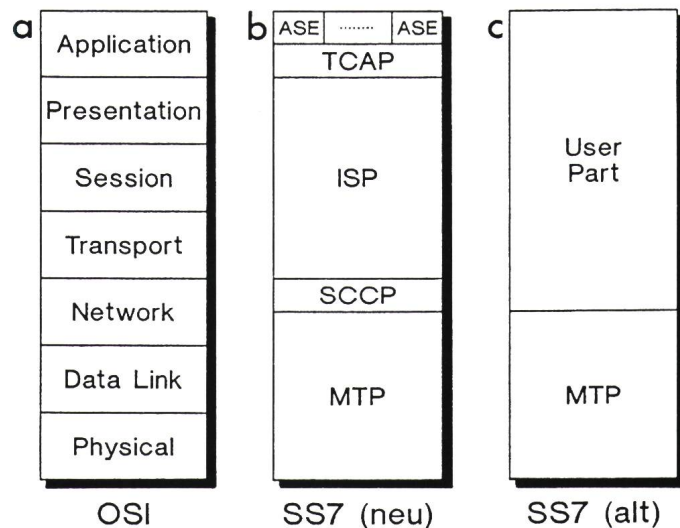 a
Application
Presentation
Session
Transport
Network
Data Link
Physical
OSI
b
ASE ........ ASE
TCAP
ISP
SCCP
MTP
SS7 (neu)
c
User
Part
MTP
SS7 (alt)